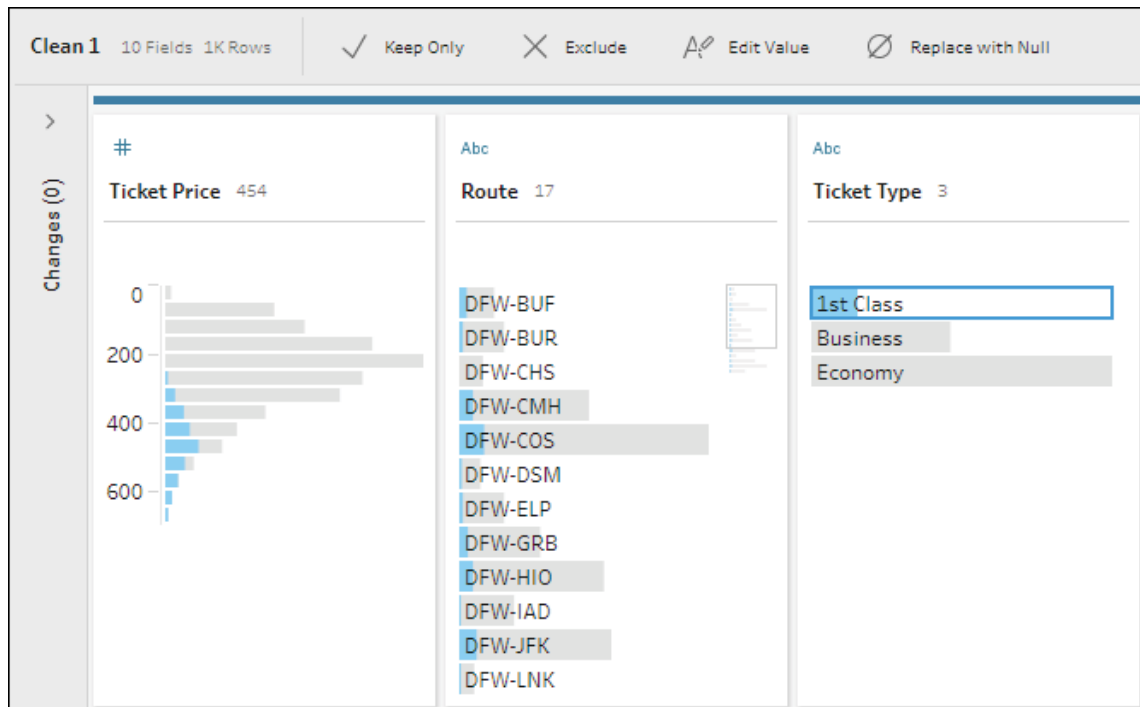 Clean 1 10 Fields 1K Rows Keep Only Exclude Edit Value Replace with Null
Changes (0)
#
Ticket Price 454
0
200
400
600
Abc
Route 17
DFW-BUF
DFW-BUR
DFW-CHS
DFW-CMH
DFW-COS
DFW-DSM
DFW-ELP
DFW-GRB
DFW-HIO
DFW-IAD
DFW-JFK
DFW-LNK
Abc
Ticket Type 3
1st Class
Business
Economy